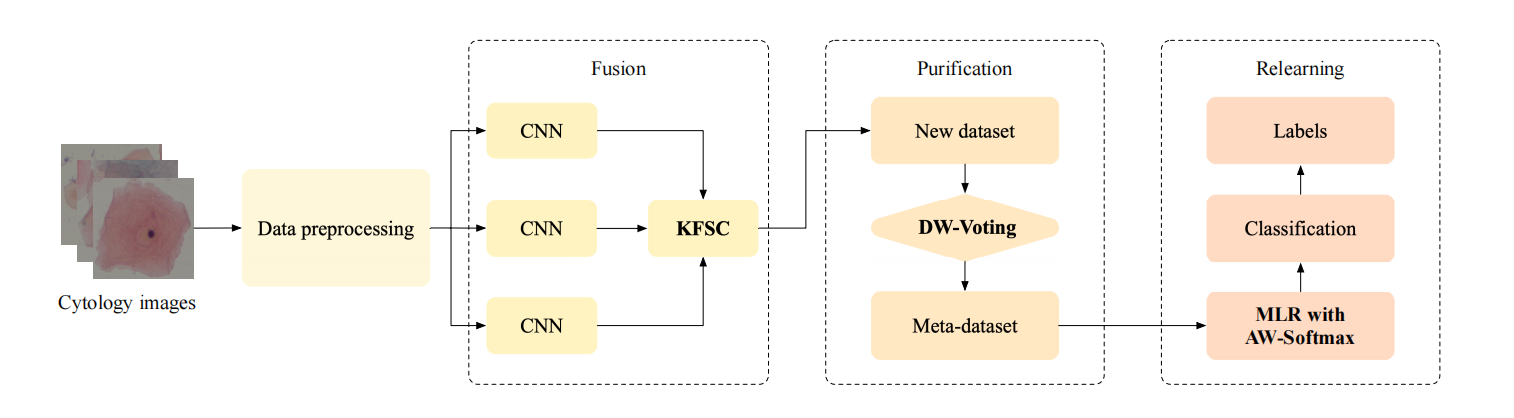 Cytology images
Data preprocessing
Fusion
CNN
CNN
CNN
KFSC
Purification
New dataset
DW-Voting
Meta-dataset
Relearning
Labels
Classification
MLR with
AW-Softmax